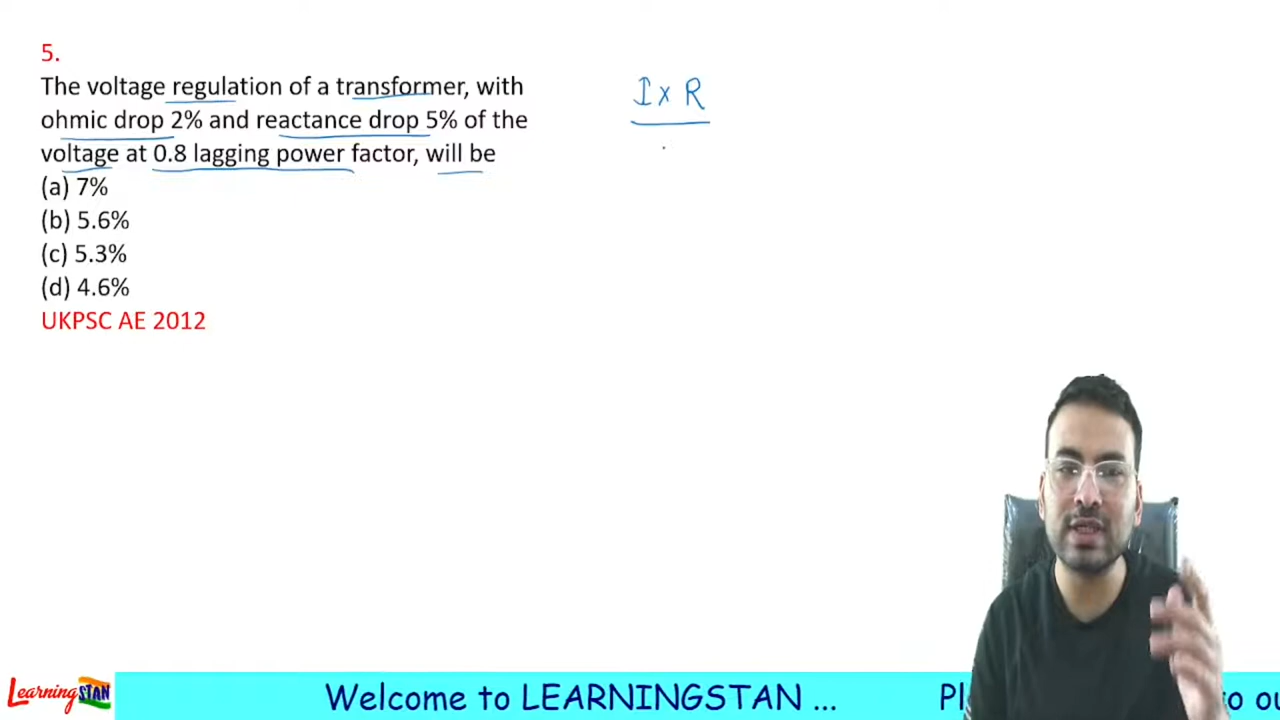 5.
The voltage regulation of a transformer, with
ohmic drop 2% and reactance drop 5% of the
voltage at 0.8 lagging power factor, will be
(a) 7%
(b) 5.6%
(c) 5.3%
(d) 4.6%
UKPSC AE 2012
I x R
LearningSTAN
Welcome to LEARNINGSTAN ...
to